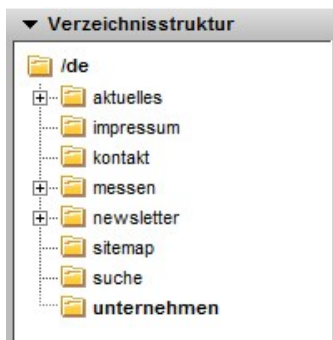 Verzeichnisstruktur
/de
aktuelles
impressum
kontakt
messen
newsletter
sitemap
suche
unternehmen